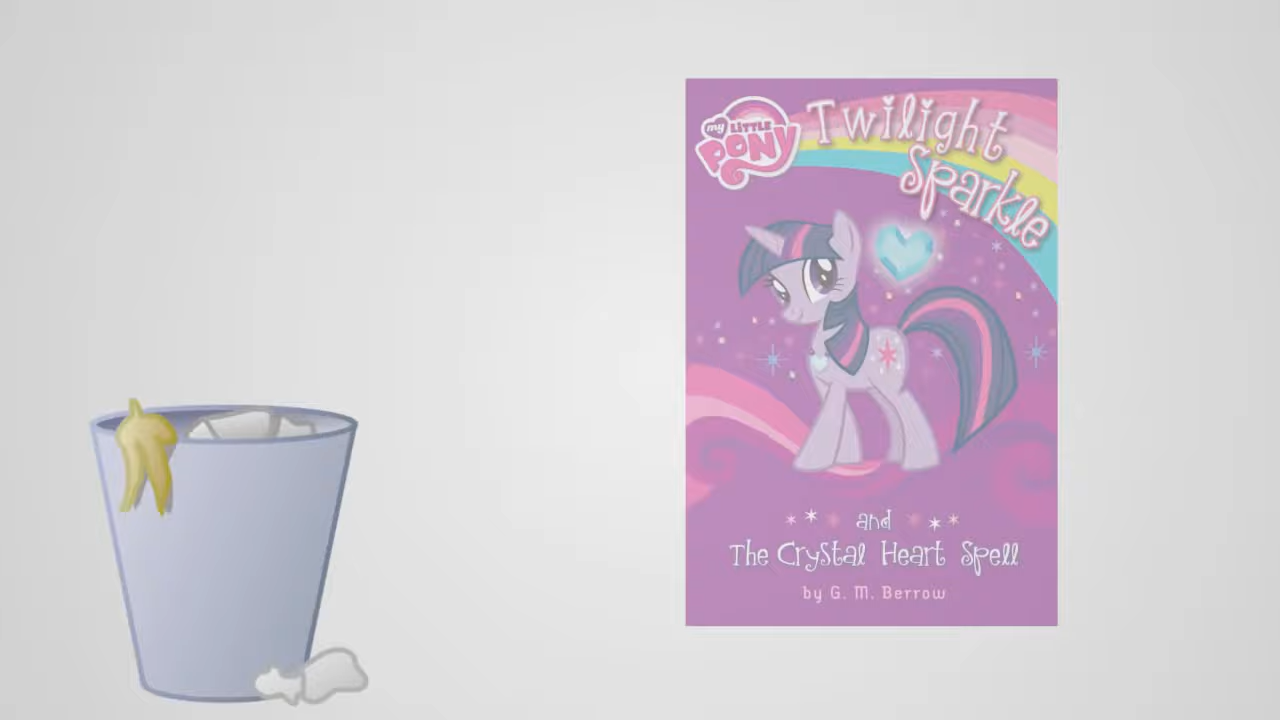 my LiTTLE
PONY
Twilight
Sparkle
and
The Crystal Heart Spell
by G. M. Berrow